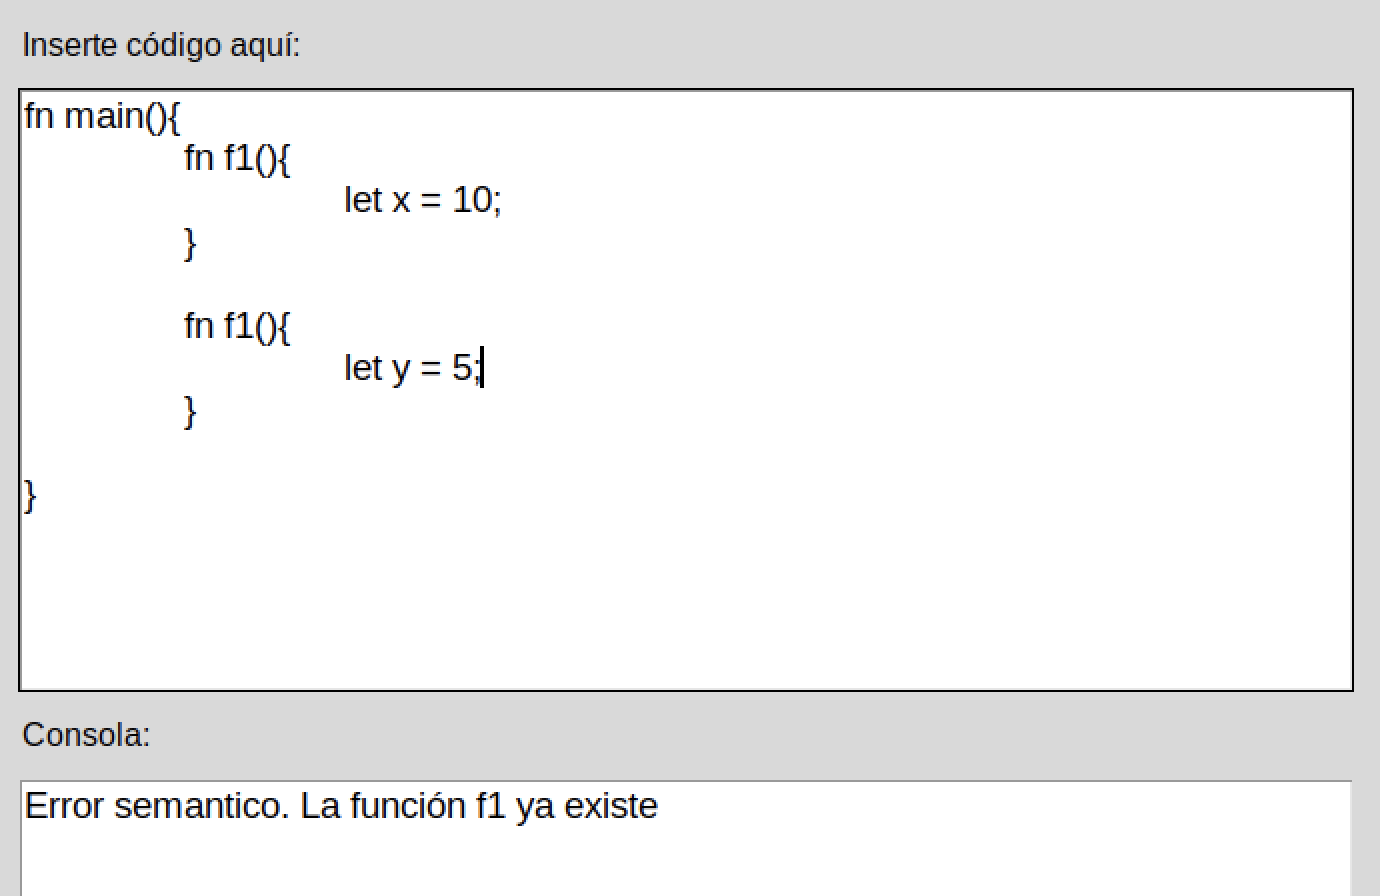 Inserte código aquí:
fn main(){
fn f1(){
let x = 10;
}
fn f1(){
let y = 5;
}
}
Consola:
Error semantico. La función f1 ya existe